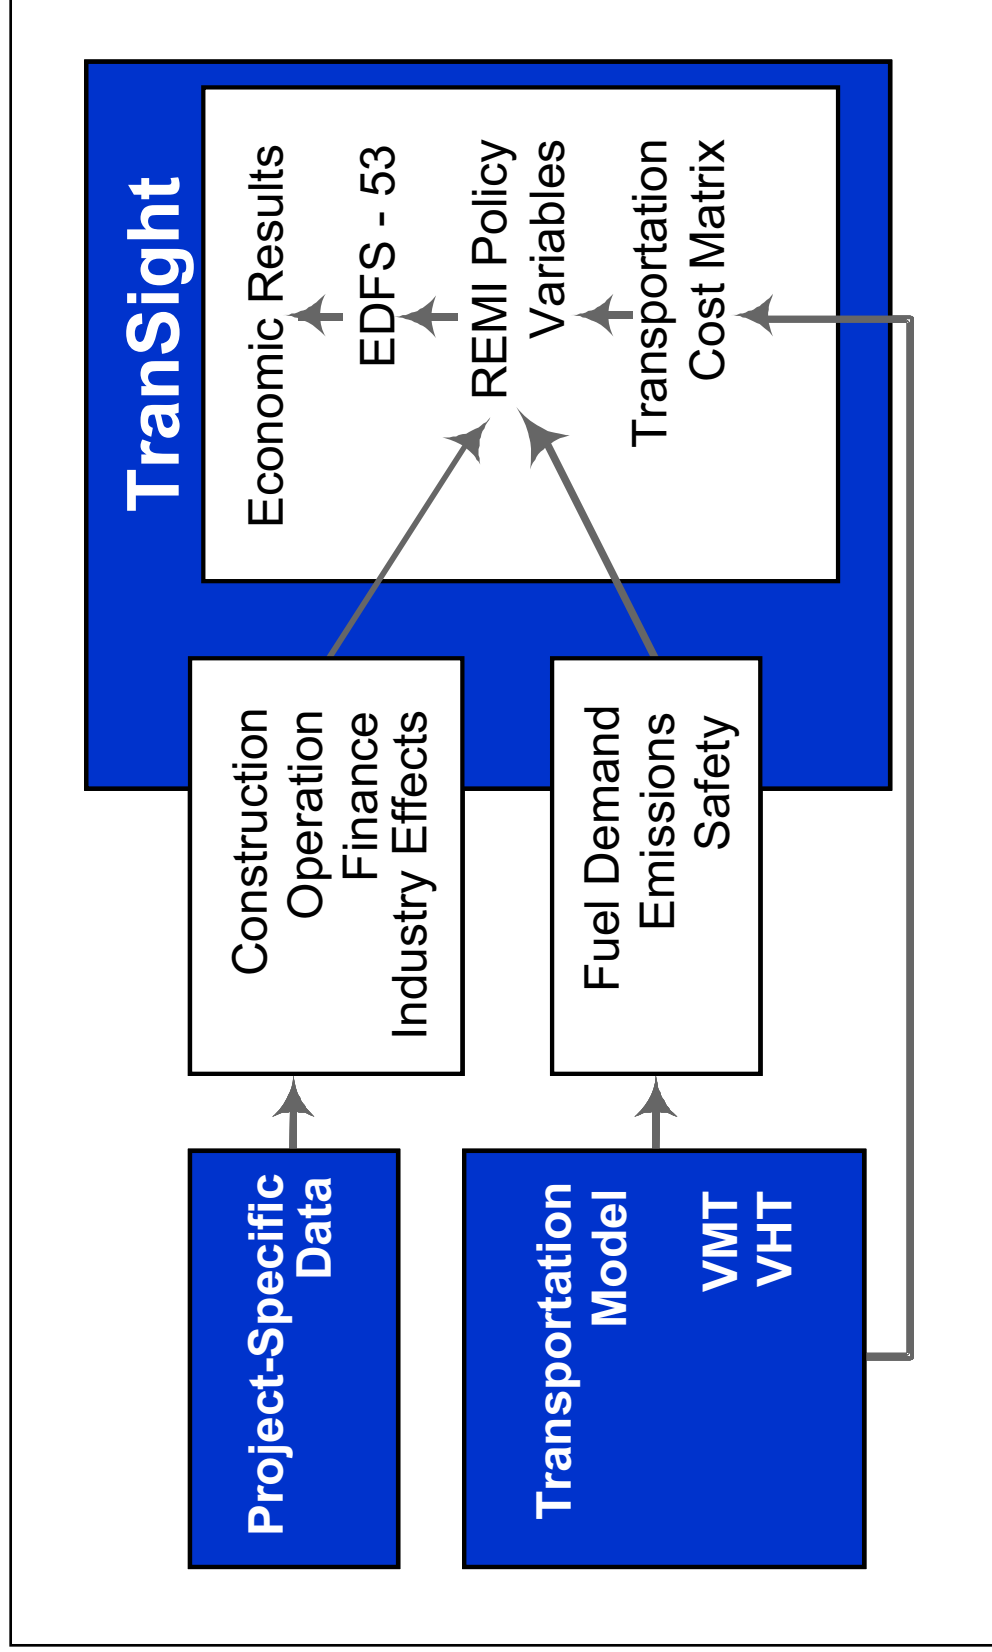 TranSight
Project-Specific
Data
Construction
Operation
Finance
Industry Effects
Economic Results
EDFS - 53
REMI Policy
Variables
Transportation
Cost Matrix
Transportation
Model
VMT
VHT
Fuel Demand
Emissions
Safety